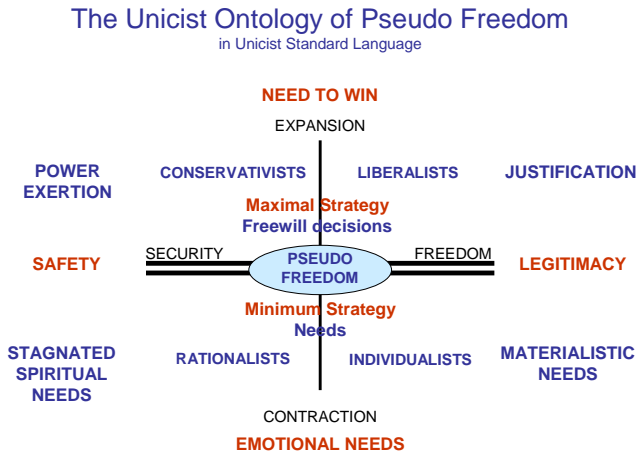 The Unicist Ontology of Pseudo Freedom
in Unicist Standard Language
NEED TO WIN
EXPANSION
POWER
EXERTION
CONSERVATIVISTS
LIBERALISTS
JUSTIFICATION
Maximal Strategy
Freewill decisions
SAFETY
SECURITY
PSEUDO
FREEDOM
FREEDOM
LEGITIMACY
Minimum Strategy
Needs
STAGNATED
SPIRITUAL
NEEDS
RATIONALISTS
INDIVIDUALISTS
MATERIALISTIC
NEEDS
CONTRACTION
EMOTIONAL NEEDS